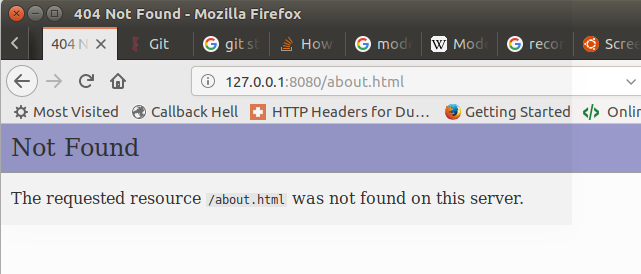 404 Not Found - Mozilla Firefox
404 N Git git st How mode Mode recor Scree
127.0.0.1:8080/about.html
Most Visited Callback Hell HTTP Headers for Du… Getting Started Onlin
Not Found
The requested resource /about.html was not found on this server.